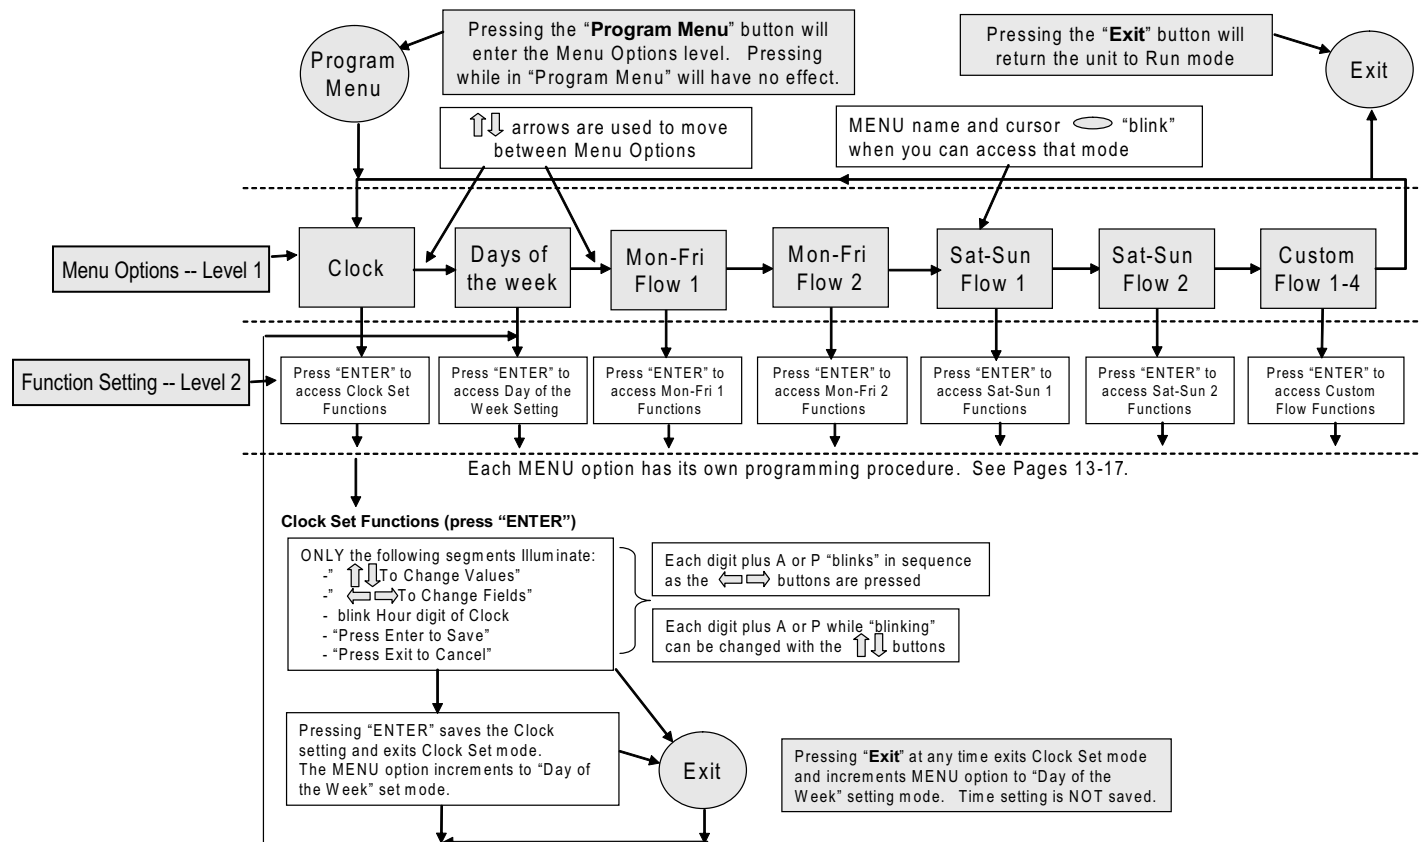 Program
Menu
Pressing the “Program Menu” button will
enter the Menu Options level. Pressing
while in “Program Menu” will have no effect.
Pressing the “Exit” button will
return the unit to Run mode
Exit
⇧⇩ arrows are used to move
between Menu Options
MENU name and cursor “blink”
when you can access that mode
Menu Options -- Level 1
Clock
Days of
the week
Mon-Fri
Flow 1
Mon-Fri
Flow 2
Sat-Sun
Flow 1
Sat-Sun
Flow 2
Custom
Flow 1-4
Function Setting -- Level 2
Press “ENTER” to
access Clock Set
Functions
Press “ENTER” to
access Day of the
Week Setting
Press “ENTER” to
access Mon-Fri 1
Functions
Press “ENTER” to
access Mon-Fri 2
Functions
Press “ENTER” to
access Sat-Sun 1
Functions
Press “ENTER” to
access Sat-Sun 2
Functions
Press “ENTER” to
access Custom
Flow Functions
Each MENU option has its own programming procedure. See Pages 13-17.
Clock Set Functions (press “ENTER”)
ONLY the following segments Illuminate:
-” ⇧⇩To Change Values”
-” ⇦⇨To Change Fields”
- blink Hour digit of Clock
- “Press Enter to Save”
- “Press Exit to Cancel”
Each digit plus A or P “blinks” in sequence
as the ⇦⇨ buttons are pressed
Each digit plus A or P while “blinking”
can be changed with the ⇧⇩ buttons
Pressing “ENTER” saves the Clock
setting and exits Clock Set mode.
The MENU option increments to “Day of
the Week” set mode.
Exit
Pressing “Exit” at any time exits Clock Set mode
and increments MENU option to “Day of the
Week” setting mode. Time setting is NOT saved.